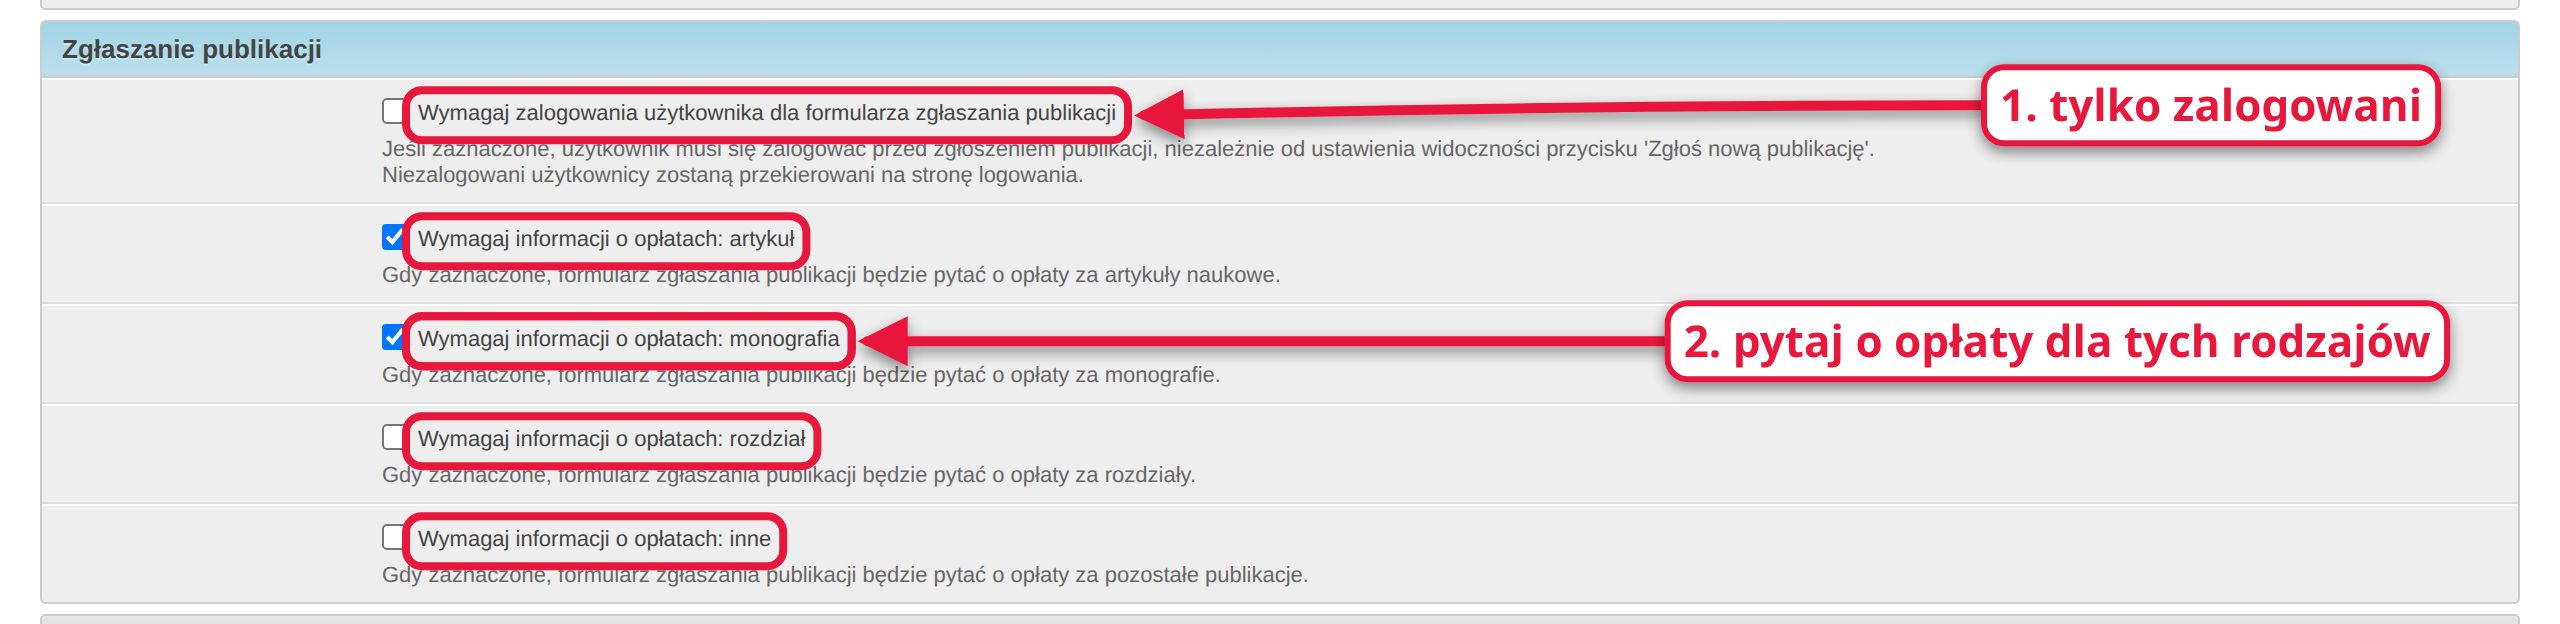 Zgłaszanie publikacji
Wymagaj zalogowania użytkownika dla formularza zgłaszania publikacji
1. tylko zalogowani
Jeśli zaznaczone, użytkownik musi się zalogować przed zgłoszeniem publikacji, niezależnie od ustawienia widoczności przycisku 'Zgłoś nową publikację'.
Niezalogowani użytkownicy zostaną przekierowani na stronę logowania.
Wymagaj informacji o opłatach: artykuł
Gdy zaznaczone, formularz zgłaszania publikacji będzie pytać o opłaty za artykuły naukowe.
Wymagaj informacji o opłatach: monografia
2. pytaj o opłaty dla tych rodzajów
Gdy zaznaczone, formularz zgłaszania publikacji będzie pytać o opłaty za monografie.
Wymagaj informacji o opłatach: rozdział
Gdy zaznaczone, formularz zgłaszania publikacji będzie pytać o opłaty za rozdziały.
Wymagaj informacji o opłatach: inne
Gdy zaznaczone, formularz zgłaszania publikacji będzie pytać o opłaty za pozostałe publikacje.